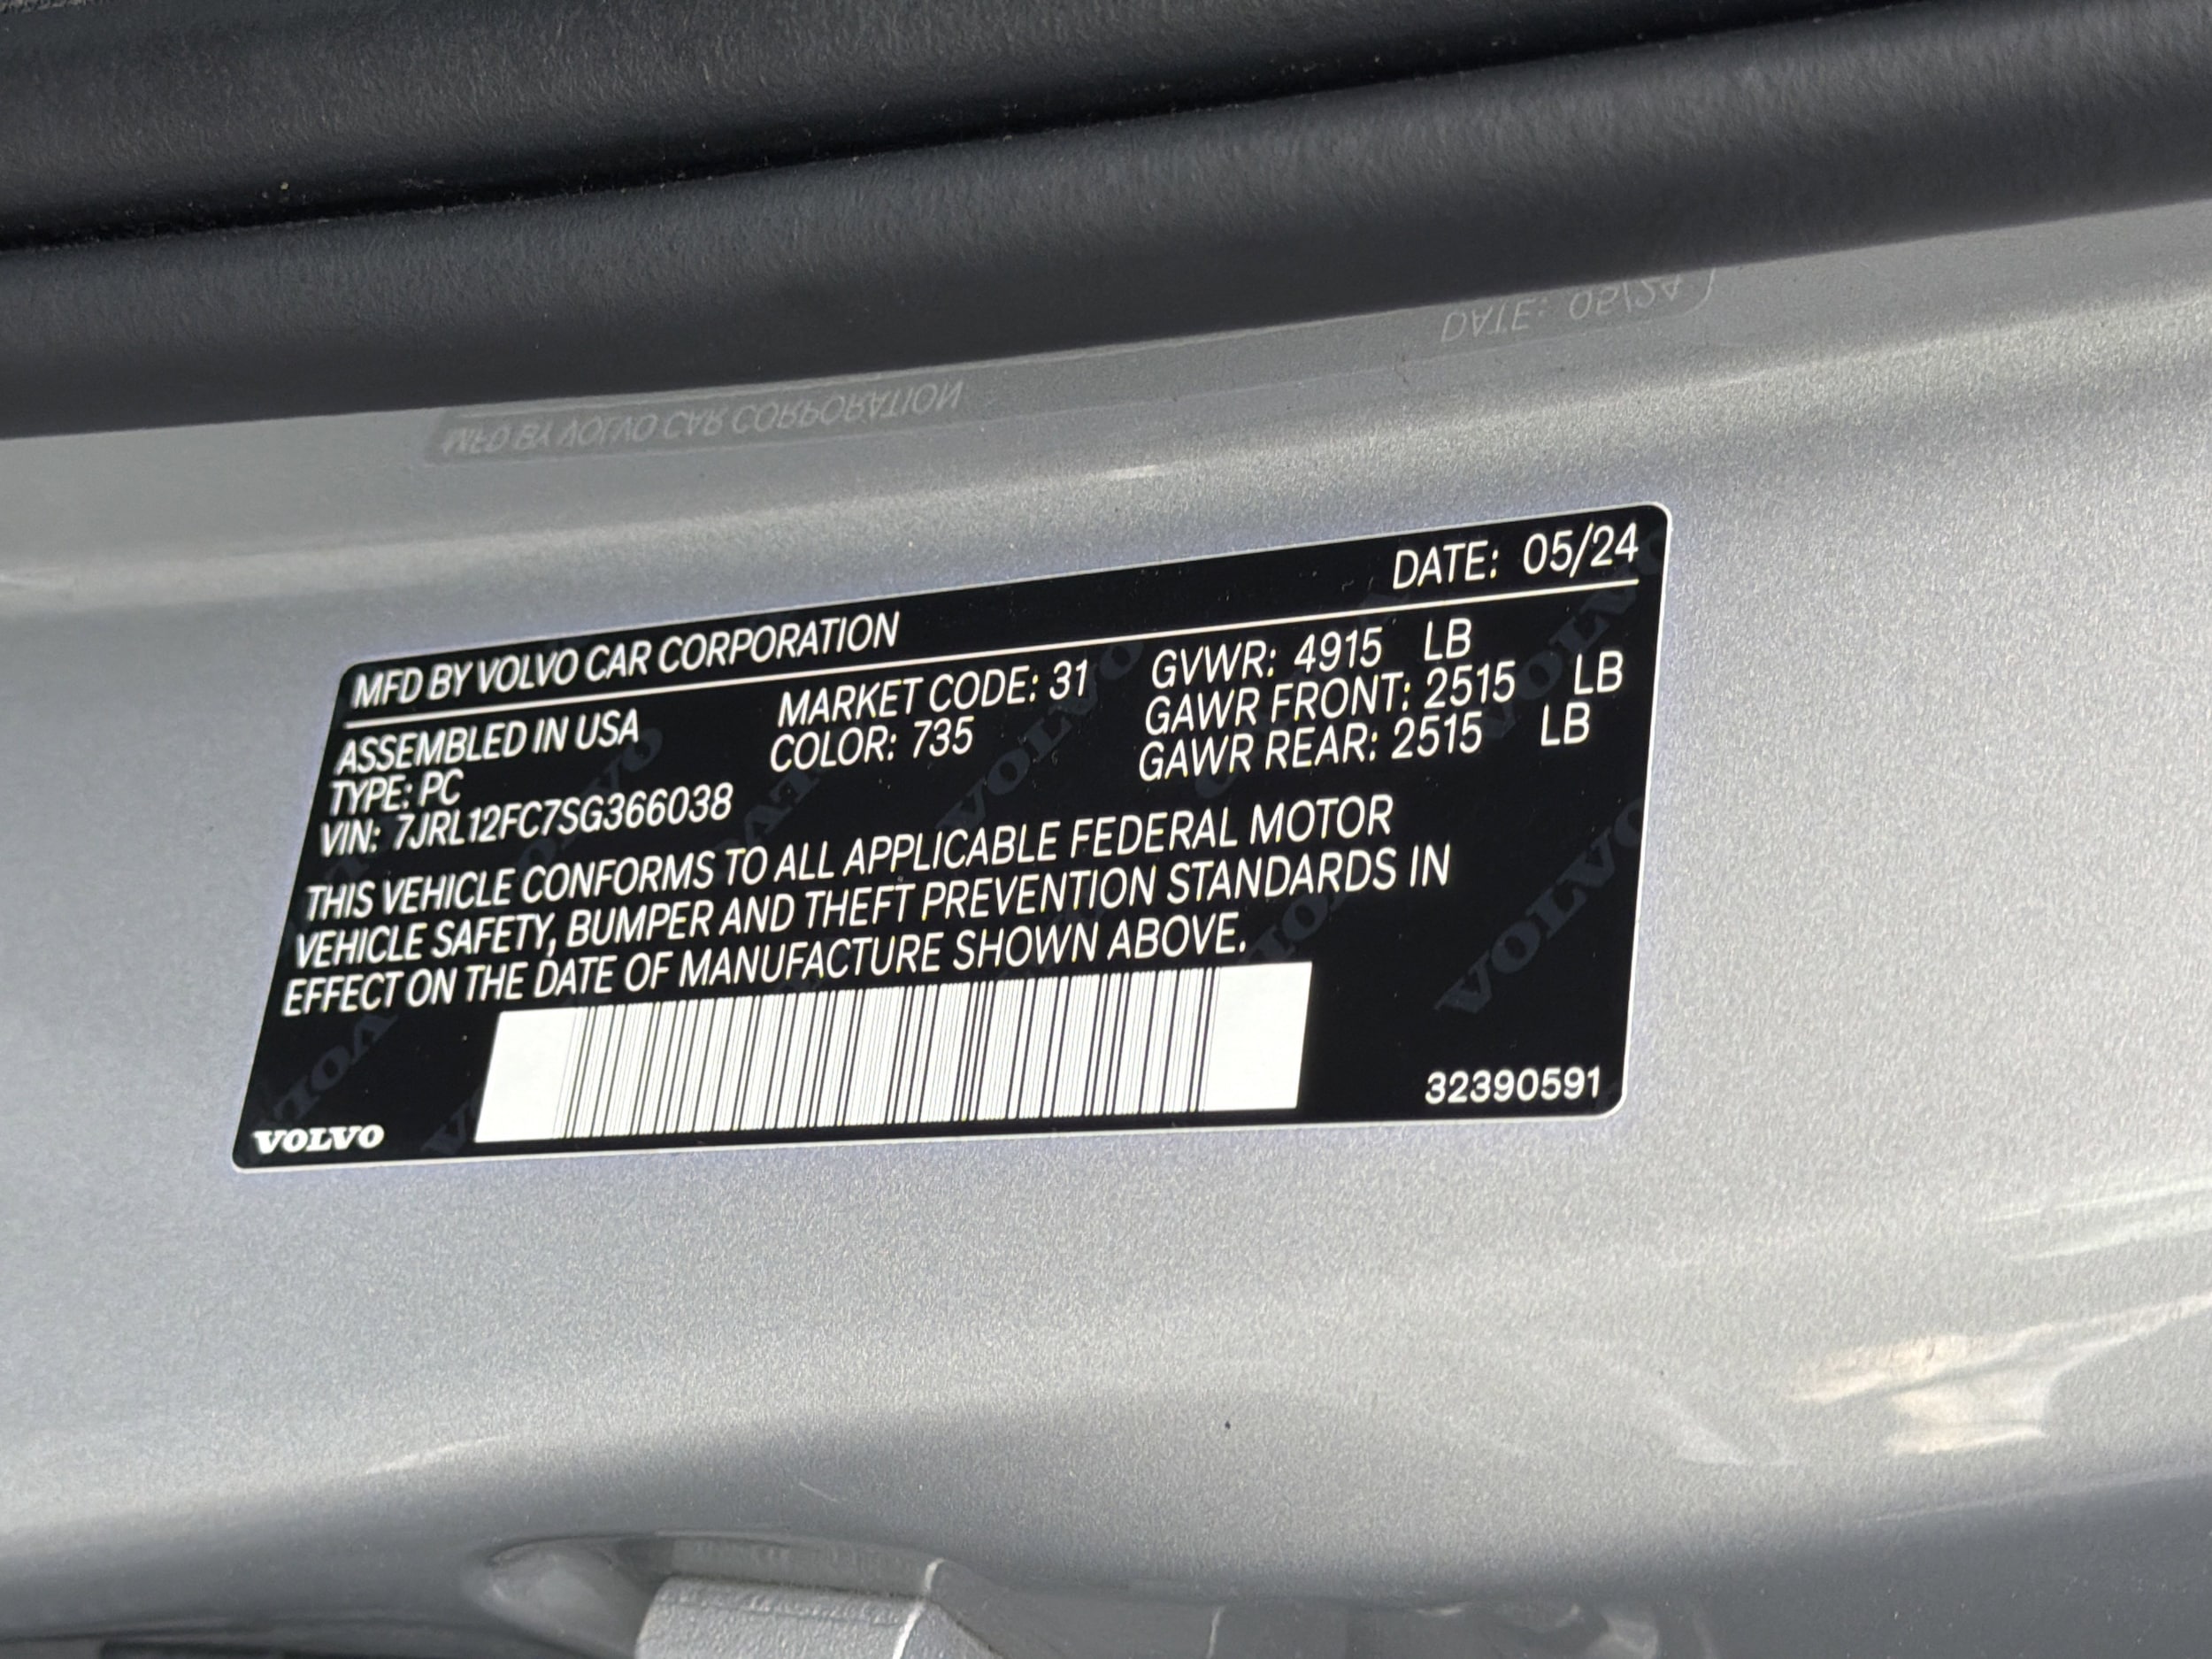 MFD BY VOLVO CAR CORPORATION DATE: 05/24
ASSEMBLED IN USA MARKET CODE: 31 GVWR: 4915 LB
TYPE: PC COLOR: 735 GAWR FRONT: 2515 LB
VIN: 7JRL12FC7SG366038 GAWR REAR: 2515 LB
THIS VEHICLE CONFORMS TO ALL APPLICABLE FEDERAL MOTOR
VEHICLE SAFETY, BUMPER AND THEFT PREVENTION STANDARDS IN
EFFECT ON THE DATE OF MANUFACTURE SHOWN ABOVE.
VOLVO 32390591